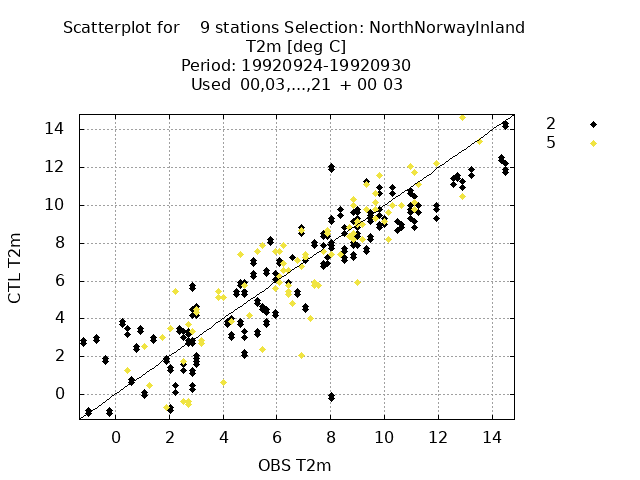 Scatterplot for    9 stations Selection: NorthNorwayInland
T2m [deg C]
Period: 19920924-19920930
Used  00,03,...,21  + 00 03
2
5
14
12
10
8
6
4
2
0
CTL T2m
0 2 4 6 8 10 12 14
OBS T2m